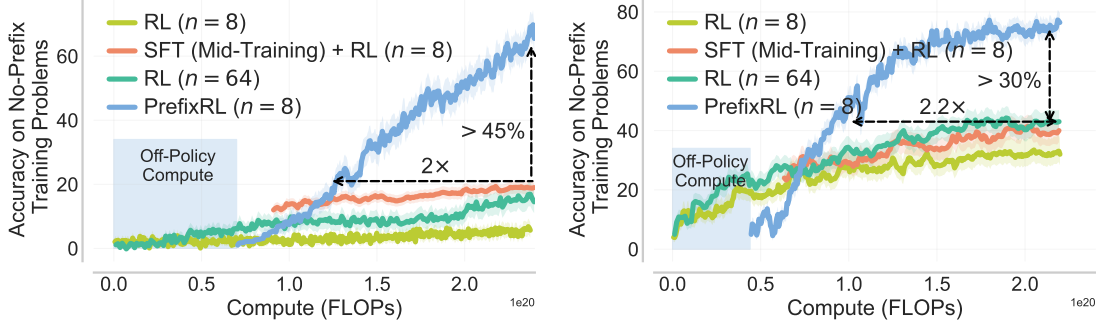 Accuracy on No-Prefix
Training Problems
60
40
20
0
RL (n = 8)
SFT (Mid-Training) + RL (n = 8)
RL (n = 64)
PrefixRL (n = 8)
> 45%
2×
Off-Policy
Compute
0.0 0.5 1.0 1.5 2.0
1e20
Compute (FLOPs)
Accuracy on No-Prefix
Training Problems
80
60
40
20
0
RL (n = 8)
SFT (Mid-Training) + RL (n = 8)
RL (n = 64)
PrefixRL (n = 8)
> 30%
2.2×
Off-Policy
Compute
0.0 0.5 1.0 1.5 2.0
1e20
Compute (FLOPs)